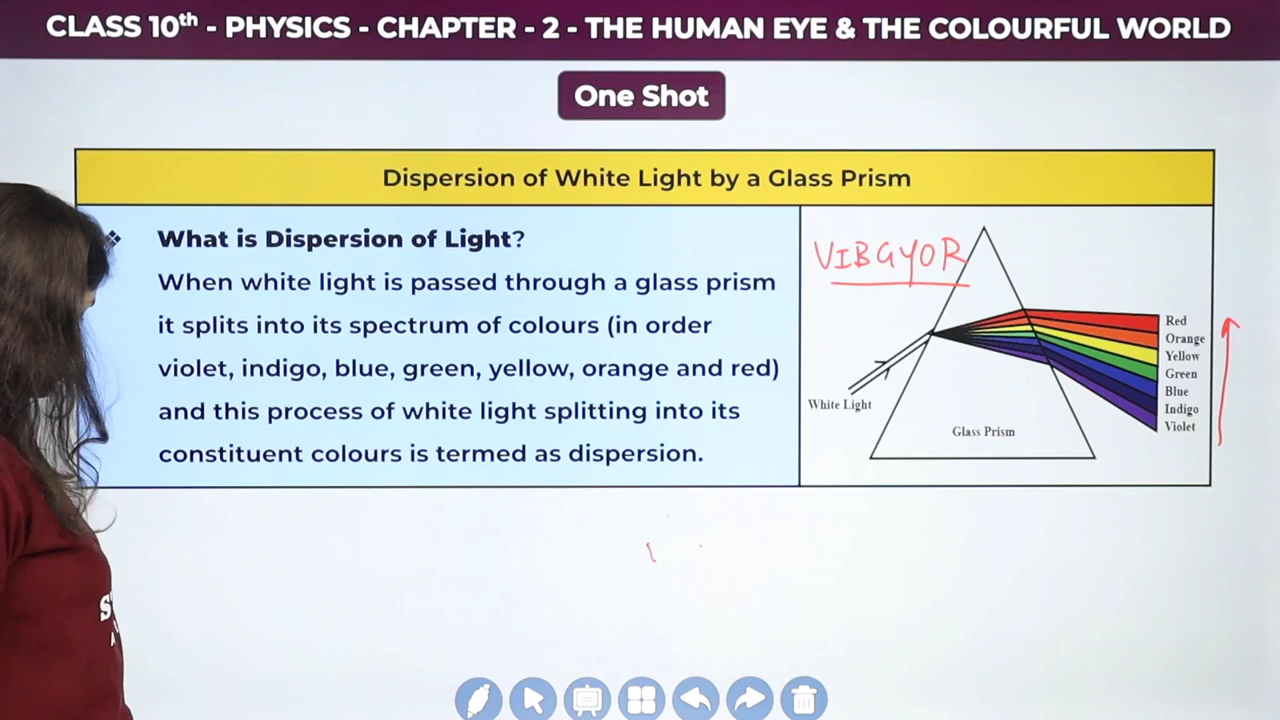 CLASS 10th - PHYSICS - CHAPTER - 2 - THE HUMAN EYE & THE COLOURFUL WORLD
One Shot
Dispersion of White Light by a Glass Prism
❖ What is Dispersion of Light?
When white light is passed through a glass prism
it splits into its spectrum of colours (in order
violet, indigo, blue, green, yellow, orange and red)
and this process of white light splitting into its
constituent colours is termed as dispersion.
VIBGYOR
Red
Orange
Yellow
Green
Blue
Indigo
Violet
White Light
Glass Prism